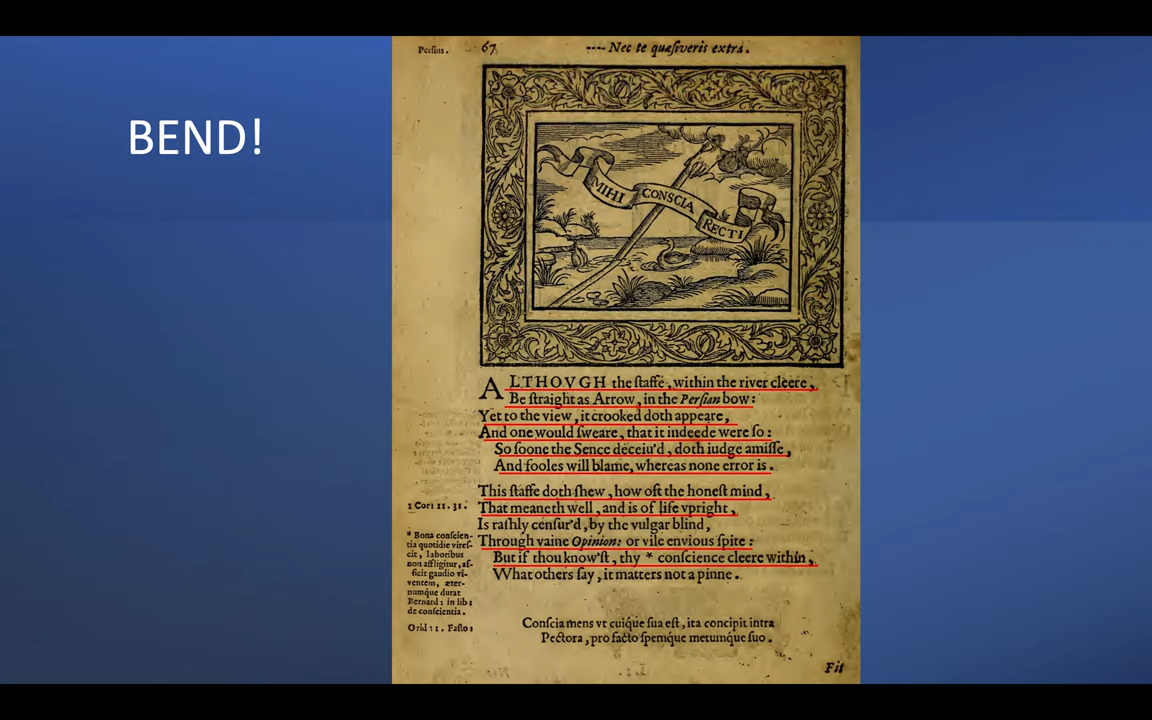 BEND!
Persius.
67
---- Nec te quæſiveris extrà.
MIHI CONSCIA RECTI
ALTHOVGH the ſtaffe, within the river cleere,
Be ſtraight as Arrow, in the Perſian bow:
Yet to the view, it crooked doth appeare,
And one would ſweare, that it indeede were ſo:
So ſoone the Sence deceiu'd, doth iudge amiſſe,
And fooles will blame, whereas none error is.
This ſtaffe doth ſhew, how oft the honeſt mind,
That meaneth well, and is of life vpright,
Is raſhly cenſur'd, by the vulgar blind,
Through vaine Opinion: or vile envious ſpite:
But if thou know'ſt, thy * conſcience cleere within,
What others ſay, it matters not a pinne.
1 Cor: 11. 31.
* Bona conſcien-
tia quotidie vireſ-
cit, laboribus
non affligitur, af-
ficit gaudio vi-
ventem, æter-
numque durat
Bernard: in lib:
de conſcientia.
Ovid: 1. Faſto:
Conſcia mens vt cuique ſua eſt, ita concipit intra
Pectora, pro facto ſpemque metumque ſuo.
Fit